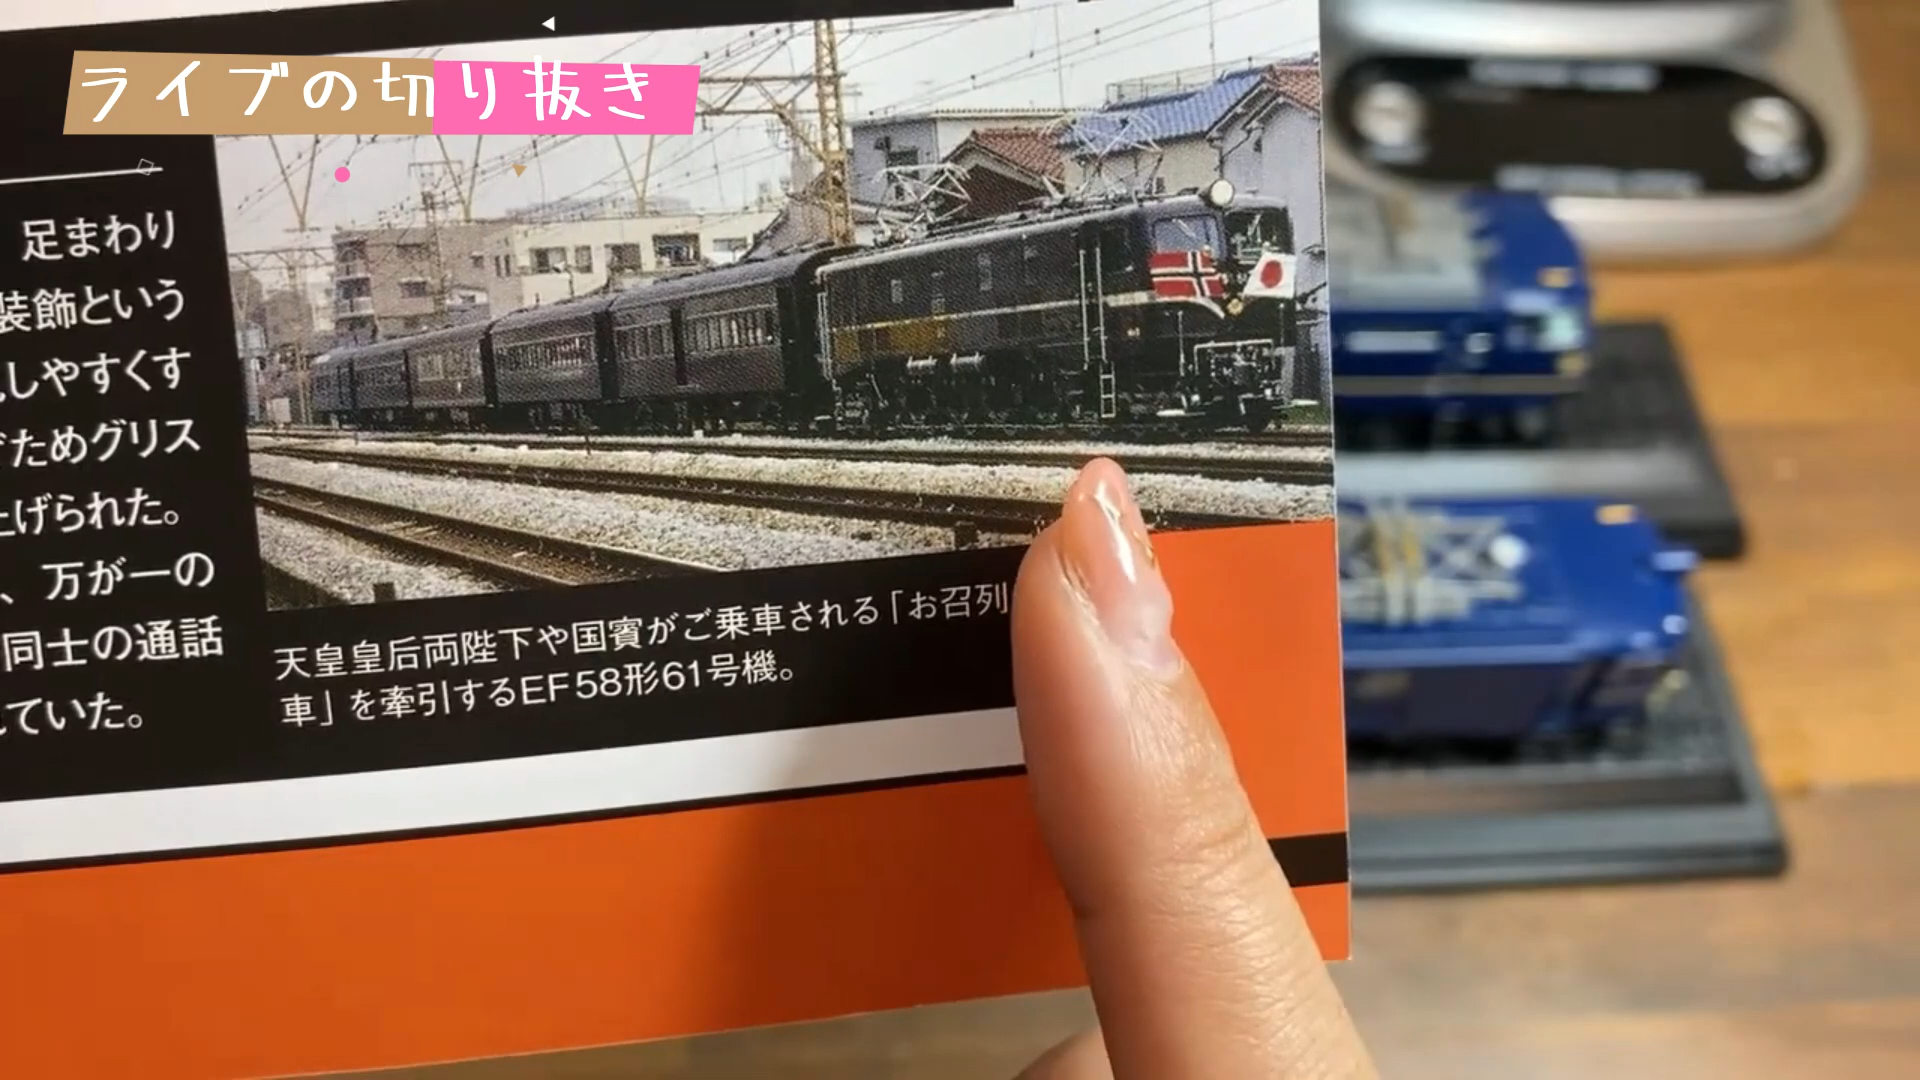 ライブの切り抜き
足まわり
装飾という
しやすくす
ためグリス
上げられた。
、万が一の
同士の通話
ていた。
天皇皇后両陛下や国賓がご乗車される「お召列
車」を牽引するEF58形61号機。